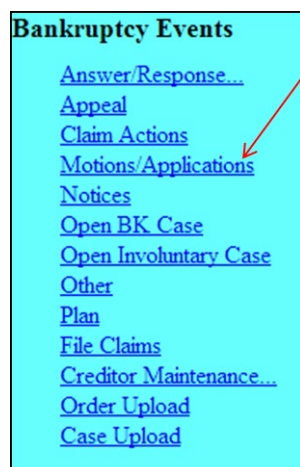 Bankruptcy Events
Answer/Response...
Appeal
Claim Actions
Motions/Applications
Notices
Open BK Case
Open Involuntary Case
Other
Plan
File Claims
Creditor Maintenance...
Order Upload
Case Upload